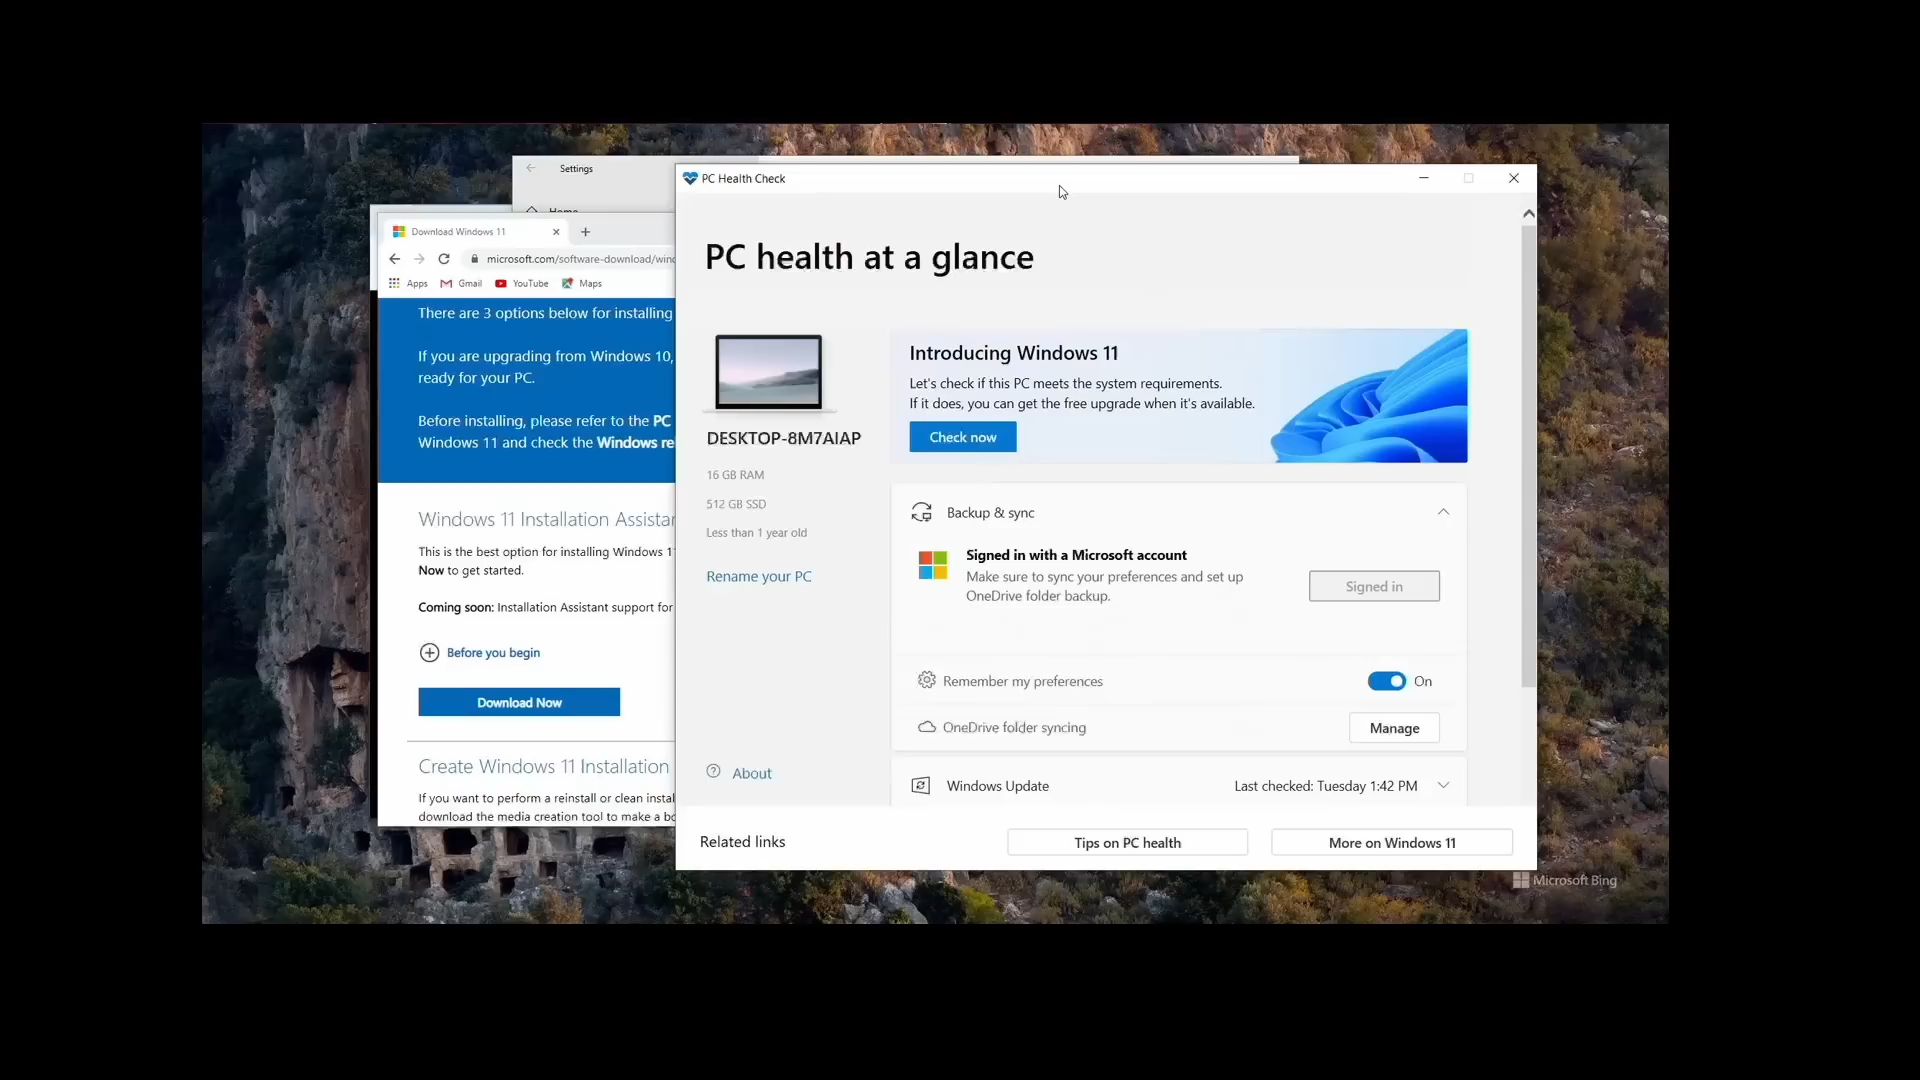 Settings
Home
Download Windows 11
microsoft.com/software-download/wind
Apps
Gmail
YouTube
Maps
There are 3 options below for installing
If you are upgrading from Windows 10,
ready for your PC.
Before installing, please refer to the PC
Windows 11 and check the Windows re
Windows 11 Installation Assistan
This is the best option for installing Windows 11
Now to get started.
Coming soon: Installation Assistant support for
Before you begin
Download Now
Create Windows 11 Installation
If you want to perform a reinstall or clean instal
download the media creation tool to make a bo
PC Health Check
PC health at a glance
DESKTOP-8M7AIAP
16 GB RAM
512 GB SSD
Less than 1 year old
Rename your PC
About
Introducing Windows 11
Let's check if this PC meets the system requirements.
If it does, you can get the free upgrade when it's available.
Check now
Backup & sync
Signed in with a Microsoft account
Make sure to sync your preferences and set up
OneDrive folder backup.
Signed in
Remember my preferences
On
OneDrive folder syncing
Manage
Windows Update
Last checked: Tuesday 1:42 PM
Related links
Tips on PC health
More on Windows 11
Microsoft Bing